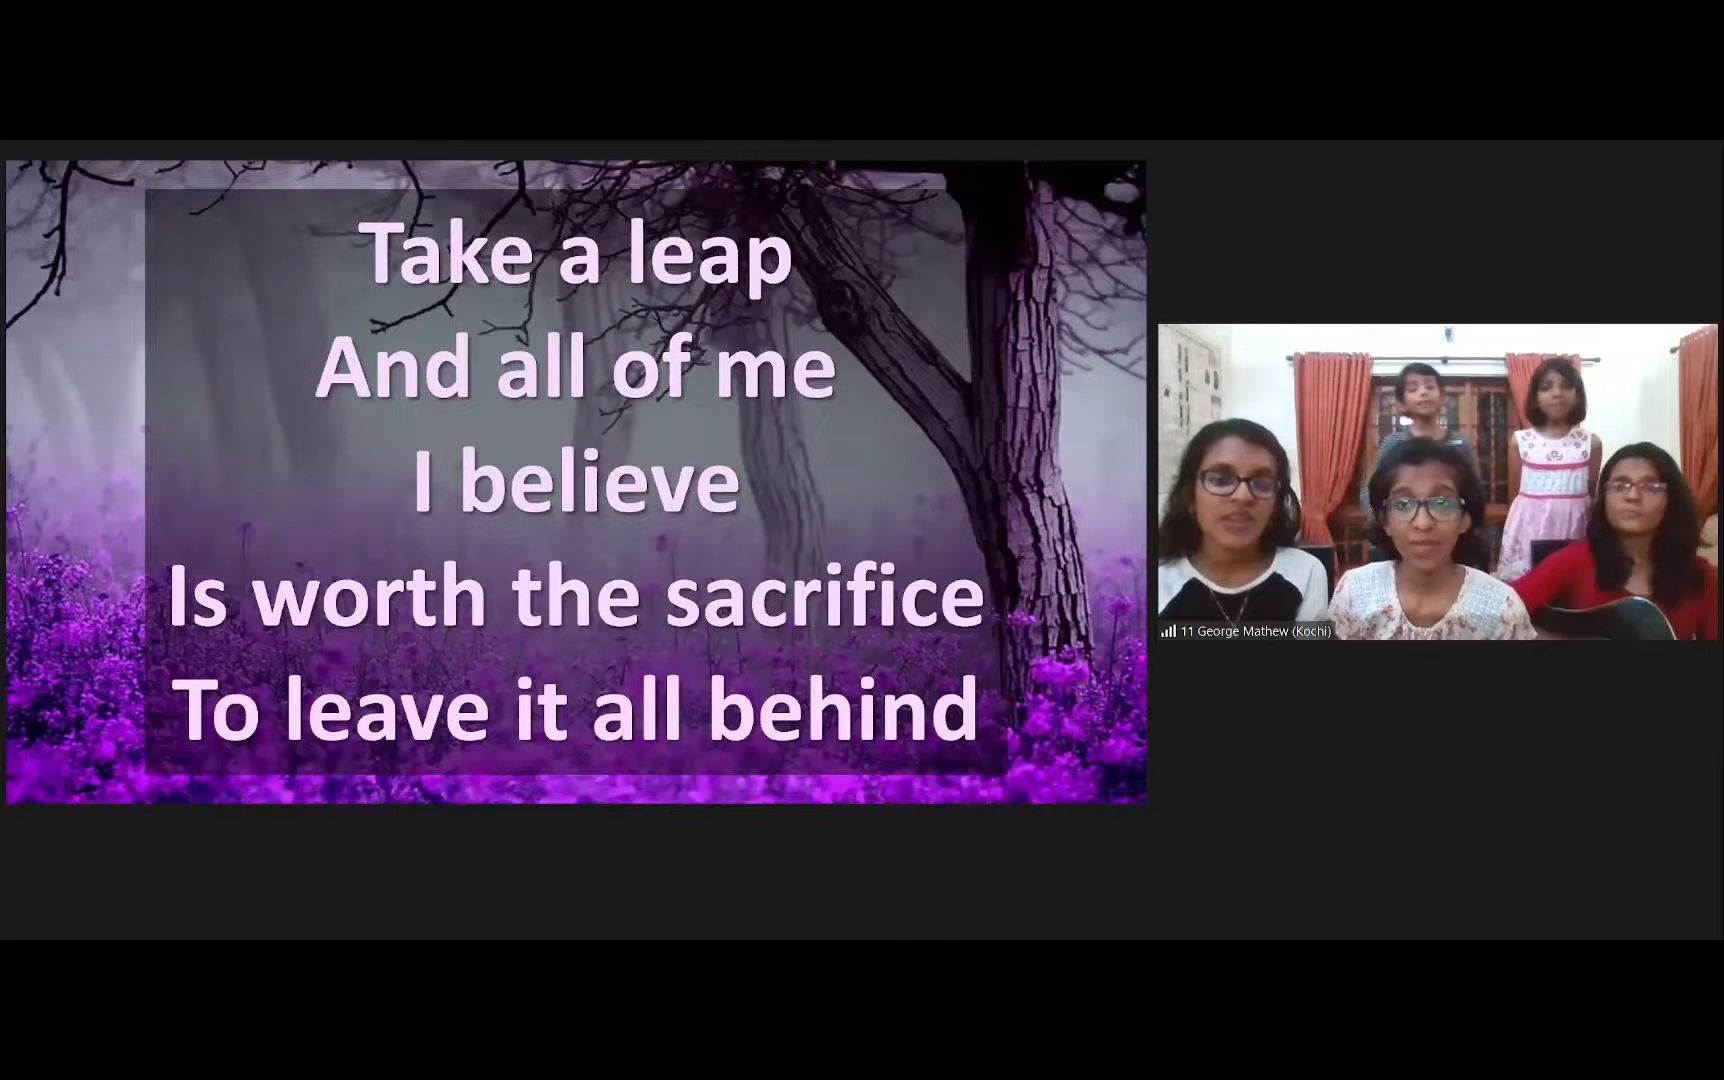 Take a leap
And all of me
I believe
Is worth the sacrifice
To leave it all behind
11 George Mathew (Kochi)